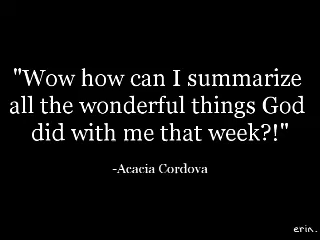 "Wow how can I summarize
all the wonderful things God
did with me that week?!"
-Acacia Cordova
erin.